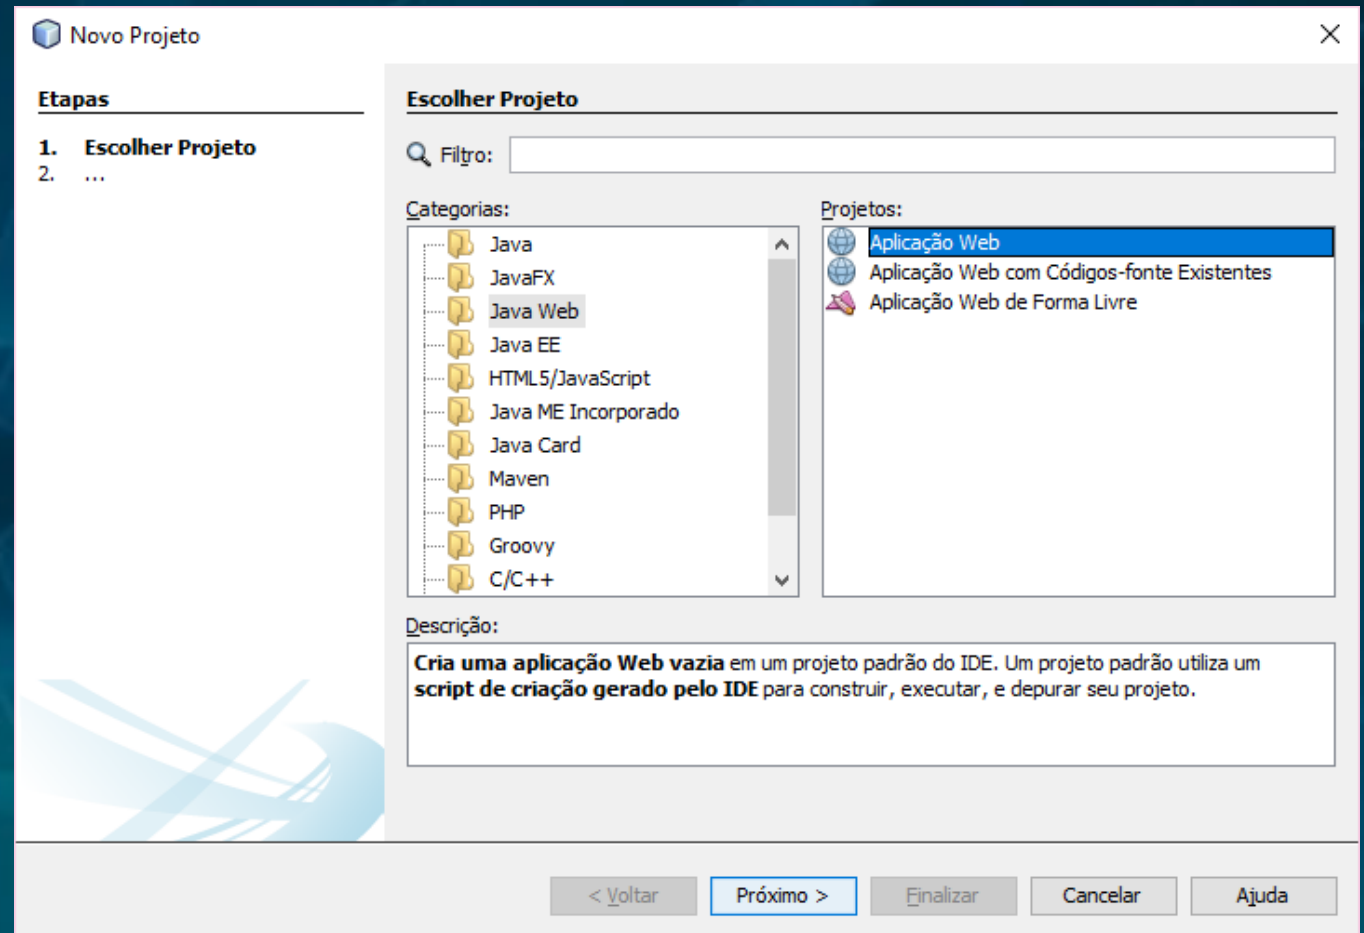 Novo Projeto
Etapas
1. Escolher Projeto
2. ...
Escolher Projeto
Filtro:
Categorias:
Java
JavaFX
Java Web
Java EE
HTML5/JavaScript
Java ME Incorporado
Java Card
Maven
PHP
Groovy
C/C++
Projetos:
Aplicação Web
Aplicação Web com Códigos-fonte Existentes
Aplicação Web de Forma Livre
Descrição:
Cria uma aplicação Web vazia em um projeto padrão do IDE. Um projeto padrão utiliza um
script de criação gerado pelo IDE para construir, executar, e depurar seu projeto.
< Voltar
Próximo >
Finalizar
Cancelar
Ajuda